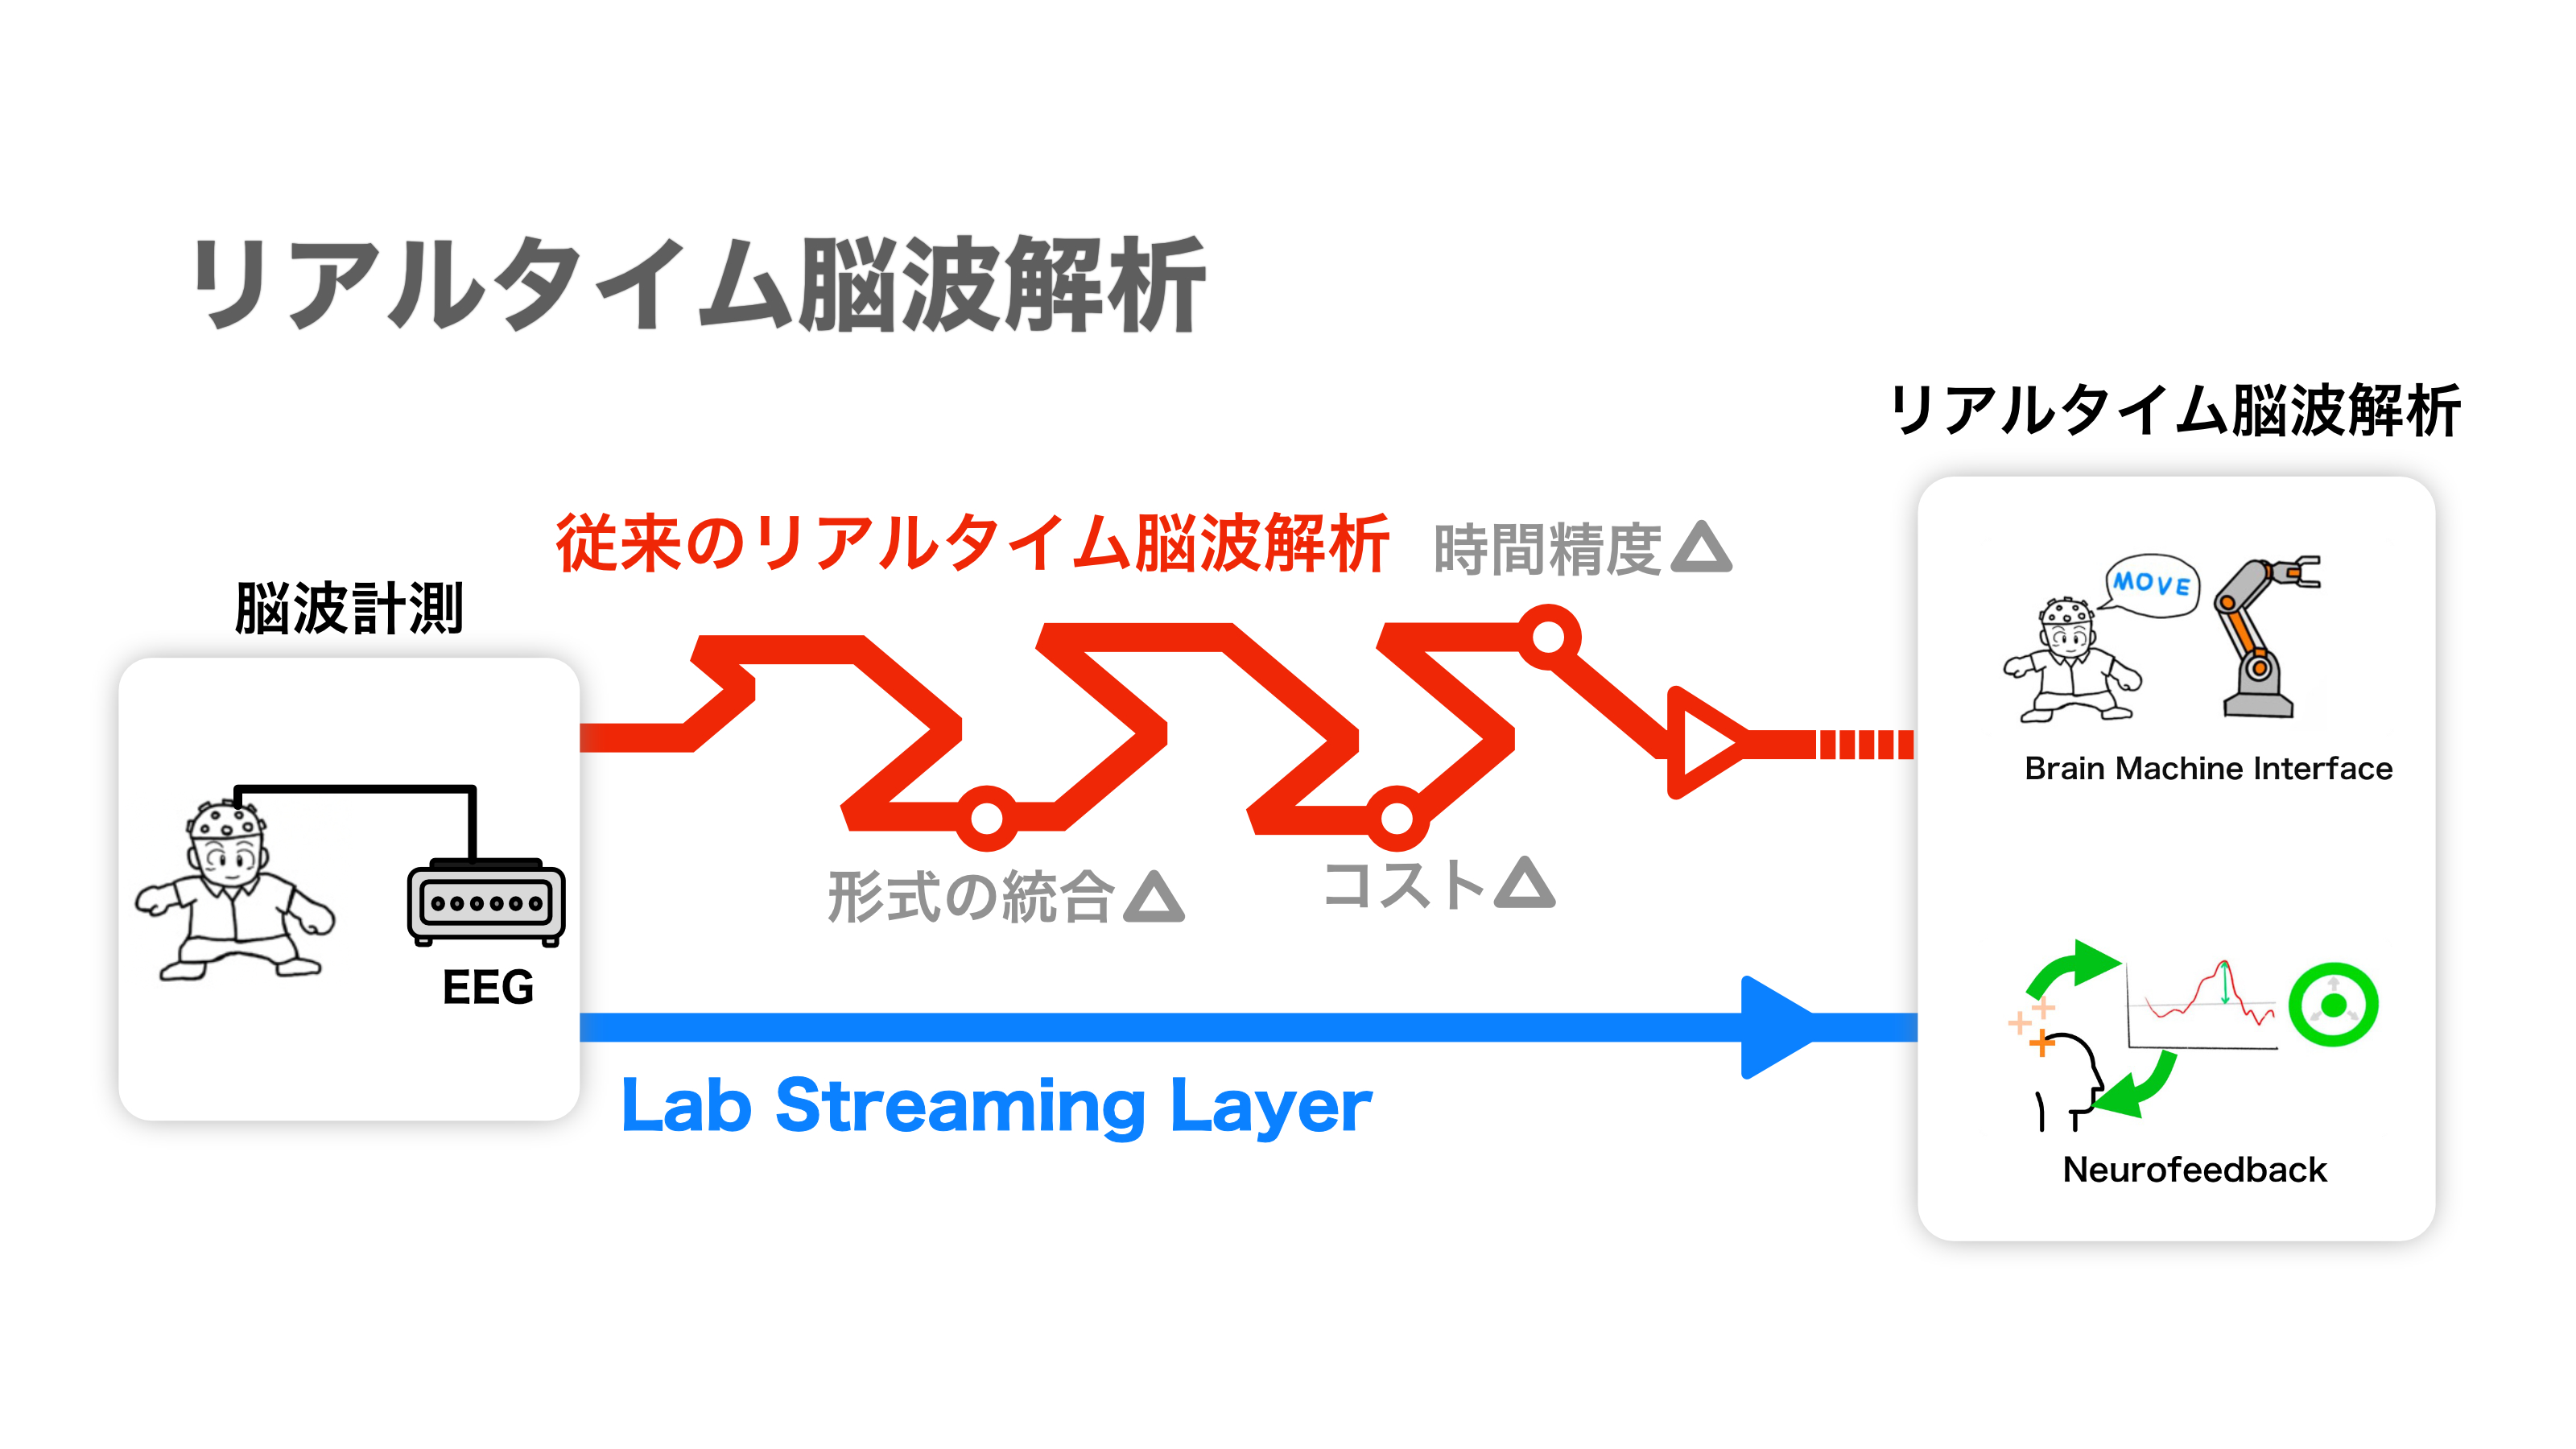 リアルタイム脳波解析
リアルタイム脳波解析
従来のリアルタイム脳波解析
時間精度△
脳波計測
MOVE
Brain Machine Interface
形式の統合△
コスト△
EEG
Lab Streaming Layer
Neurofeedback